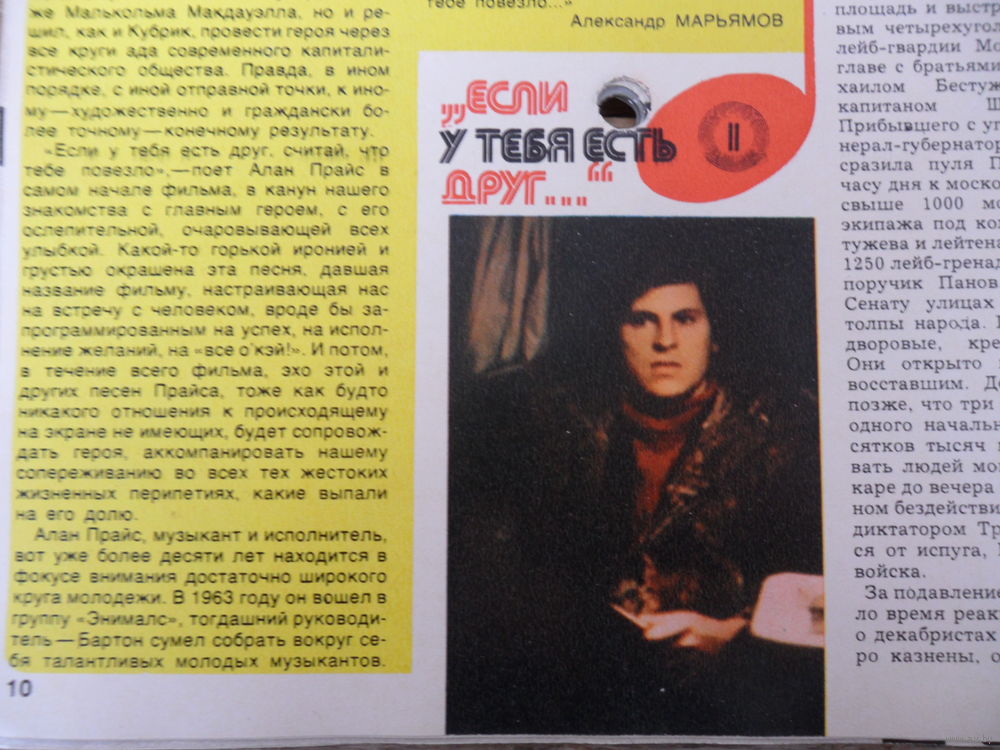 же Малькольма Макдауэлла, но и ре-
шил, как и Кубрик, провести героя через
все круги ада современного капитали-
стического общества. Правда, в ином
порядке, с иной отправной точки, к ино-
му—художественно и граждански бо-
лее точному—конечному результату.
«Если у тебя есть друг, считай, что
тебе повезло»,—поет Алан Прайс в
самом начале фильма, в канун нашего
знакомства с главным героем, с его
ослепительной, очаровывающей всех
улыбкой. Какой-то горькой иронией и
грустью окрашена эта песня, давшая
название фильму, настраивающая нас
на встречу с человеком, вроде бы за-
программированным на успех, на испол-
нение желаний, на «все о'кэй!». И потом,
в течение всего фильма, эхо этой и
других песен Прайса, тоже как будто
никакого отношения к происходящему
на экране не имеющих, будет сопровож-
дать героя, аккомпанировать нашему
сопереживанию во всех тех жестоких
жизненных перипетиях, какие выпали
на его долю.
Алан Прайс, музыкант и исполнитель,
вот уже более десяти лет находится в
фокусе внимания достаточно широкого
круга молодежи. В 1963 году он вошел в
группу «Энималс», тогдашний руководи-
тель—Бартон сумел собрать вокруг се-
бя талантливых молодых музыкантов.
10
тебе повезло...»
Александр МАРЬЯМОВ
„ЕСЛИ
У ТЕБЯ ЕСТЬ
ДРУГ...“
II
площадь и выстр
вым четырехугол
лейб-гвардии Мо
главе с братьями
хаилом Бестуж
капитаном Щ
Прибывшего с уг
нерал-губернатор
сразила пуля П
часу дня к моско
свыше 1000 мо
экипажа под ко
тужева и лейтена
1250 лейб-гренад
поручик Панов
Сенату улицах
толпы народа.
дворовые, кре
Они открыто
восставшим. Де
позже, что три
одного начальн
сятков тысяч
вать людей мо
каре до вечера
ном бездействи
диктатором Тр
ся от испуга,
войска.
За подавление
ло время реак
о декабристах
ро казнены, о